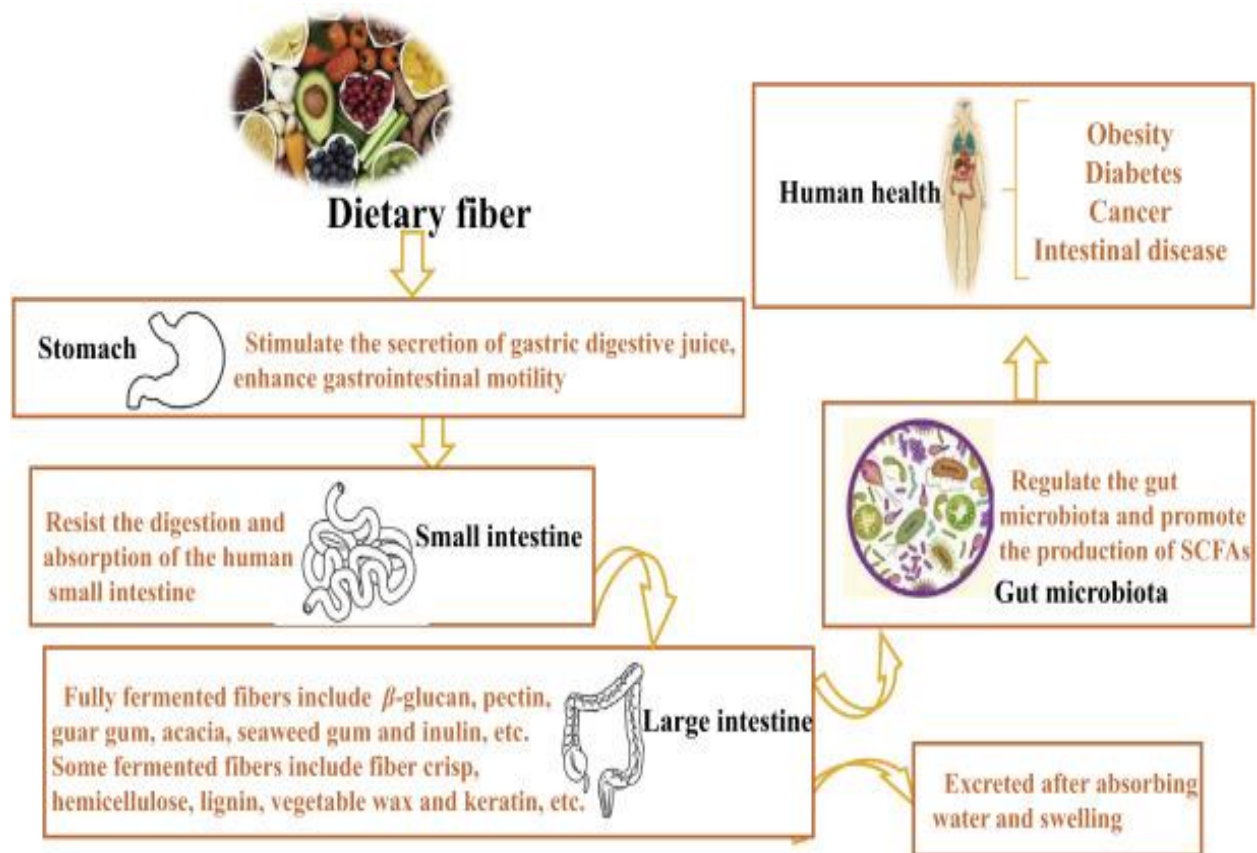 Dietary fiber
Stomach
Stimulate the secretion of gastric digestive juice,
enhance gastrointestinal motility
Resist the digestion and
absorption of the human
small intestine
Small intestine
Fully fermented fibers include β-glucan, pectin,
guar gum, acacia, seaweed gum and inulin, etc.
Some fermented fibers include fiber crisp,
hemicellulose, lignin, vegetable wax and keratin, etc.
Large intestine
Excreted after absorbing
water and swelling
Regulate the gut
microbiota and promote
the production of SCFAs
Gut microbiota
Human health
Obesity
Diabetes
Cancer
Intestinal disease